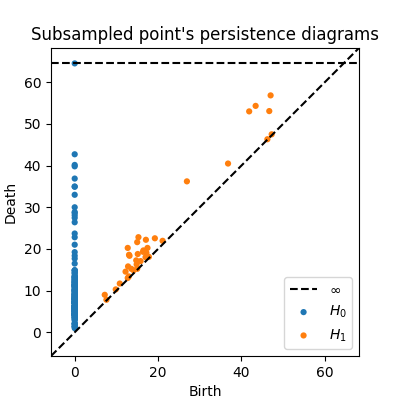 Subsampled point's persistence diagrams
Death
60
50
40
30
20
10
0
0 20 40 60
Birth
∞
H₀
H₁